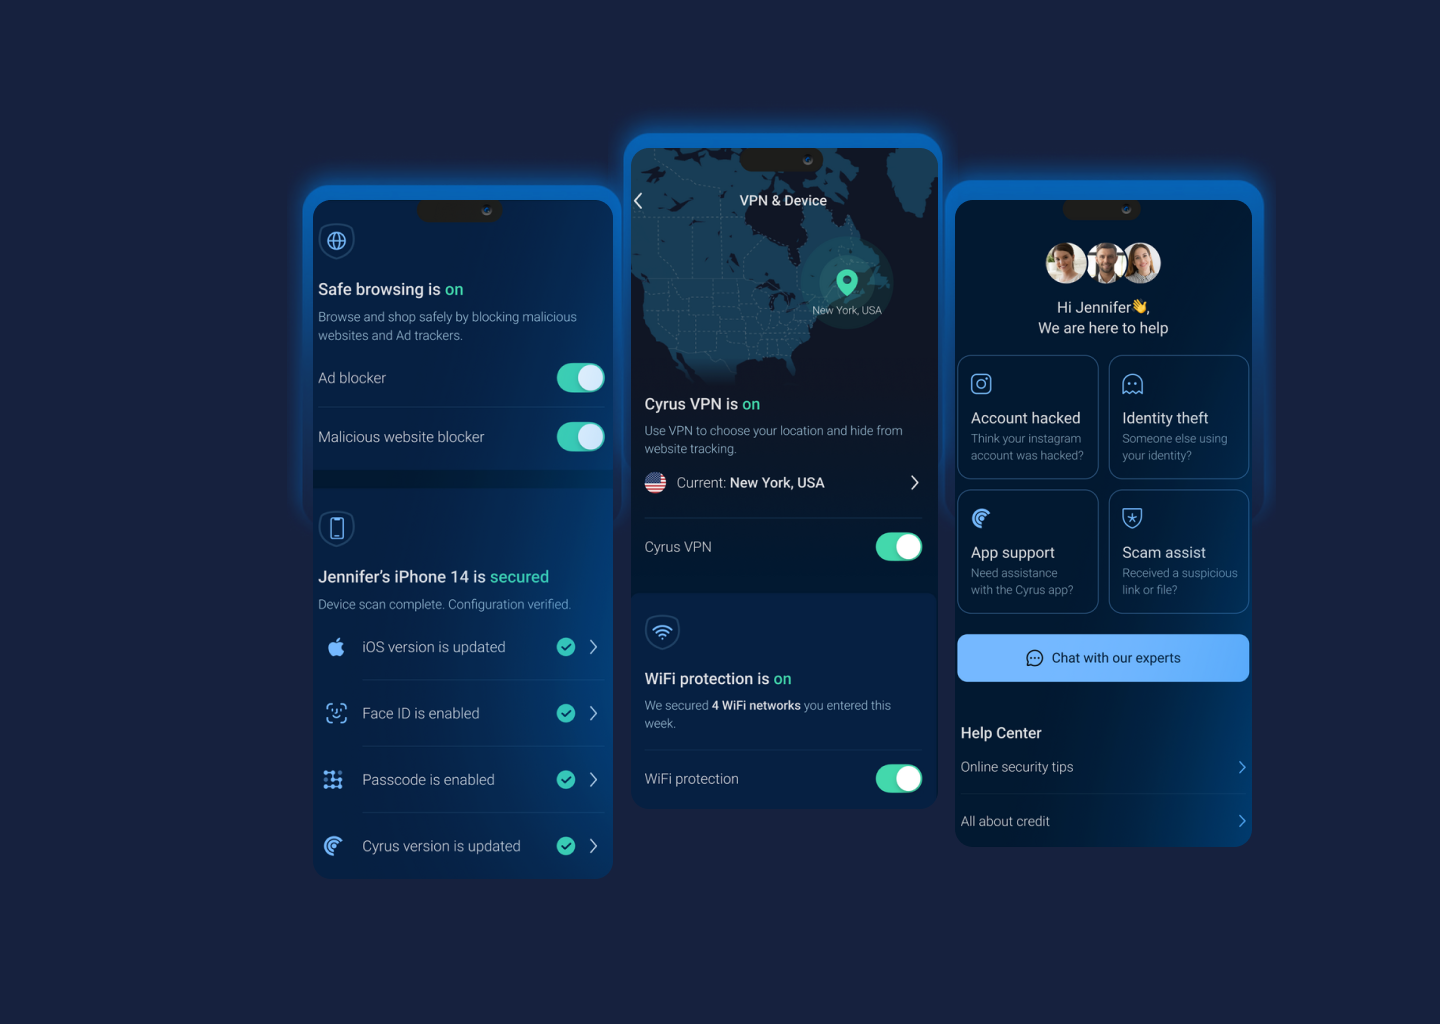 Safe browsing is on
Browse and shop safely by blocking malicious
websites and Ad trackers.
Ad blocker
Malicious website blocker
Jennifer’s iPhone 14 is secured
Device scan complete. Configuration verified.
iOS version is updated
Face ID is enabled
Passcode is enabled
Cyrus version is updated
VPN & Device
New York, USA
Cyrus VPN is on
Use VPN to choose your location and hide from
website tracking.
Current: New York, USA
Cyrus VPN
WiFi protection is on
We secured 4 WiFi networks you entered this
week.
WiFi protection
Hi Jennifer👋,
We are here to help
Account hacked
Think your instagram
account was hacked?
Identity theft
Someone else using
your identity?
App support
Need assistance
with the Cyrus app?
Scam assist
Received a suspicious
link or file?
Chat with our experts
Help Center
Online security tips
All about credit